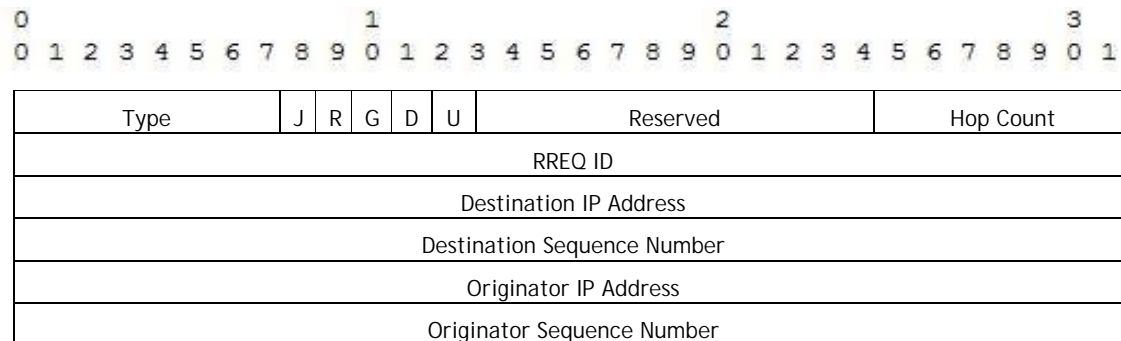 0 1 2 3
0 1 2 3 4 5 6 7 8 9 0 1 2 3 4 5 6 7 8 9 0 1 2 3 4 5 6 7 8 9 0 1
Type J R G D U Reserved Hop Count
RREQ ID
Destination IP Address
Destination Sequence Number
Originator IP Address
Originator Sequence Number